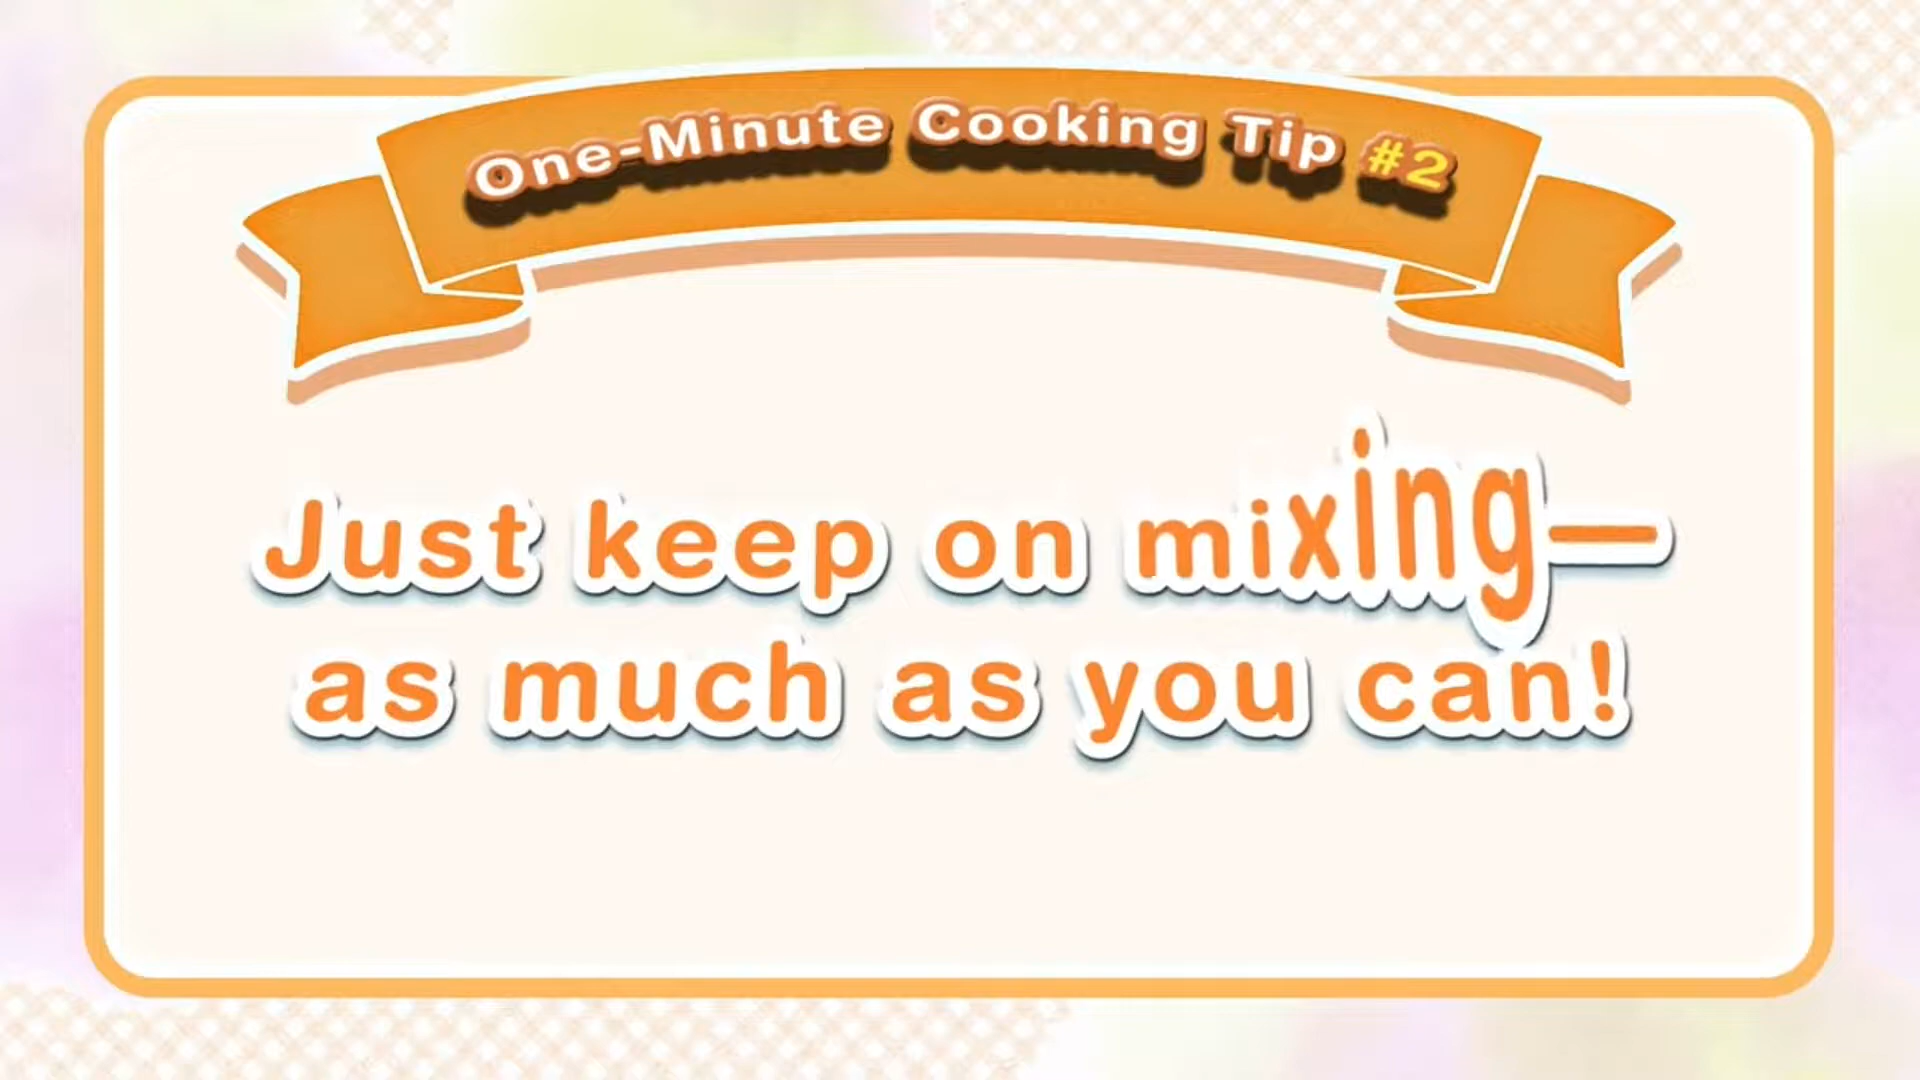 One-Minute Cooking Tip #2
Just keep on mixing—
as much as you can!